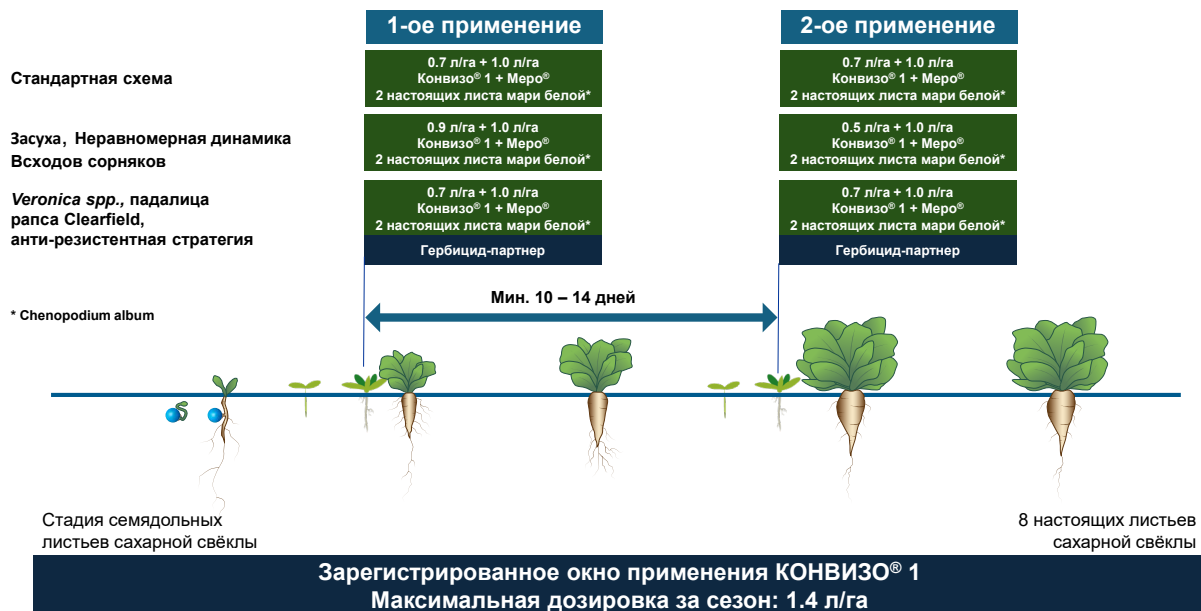 1-ое применение
2-ое применение
Стандартная схема
0.7 л/га + 1.0 л/га
Конвизо® 1 + Меро®
2 настоящих листа мари белой*
0.7 л/га + 1.0 л/га
Конвизо® 1 + Меро®
2 настоящих листа мари белой*
Засуха, Неравномерная динамика
Всходов сорняков
0.9 л/га + 1.0 л/га
Конвизо® 1 + Меро®
2 настоящих листа мари белой*
0.5 л/га + 1.0 л/га
Конвизо® 1 + Меро®
2 настоящих листа мари белой*
Veronica spp., падалица
рапса Clearfield,
анти-резистентная стратегия
0.7 л/га + 1.0 л/га
Конвизо® 1 + Меро®
2 настоящих листа мари белой*
Гербицид-партнер
0.7 л/га + 1.0 л/га
Конвизо® 1 + Меро®
2 настоящих листа мари белой*
Гербицид-партнер
Мин. 10 – 14 дней
* Chenopodium album
Стадия семядольных
листьев сахарной свёклы
8 настоящих листьев
сахарной свёклы
Зарегистрированное окно применения КОНВИЗО® 1
Максимальная дозировка за сезон: 1.4 л/га